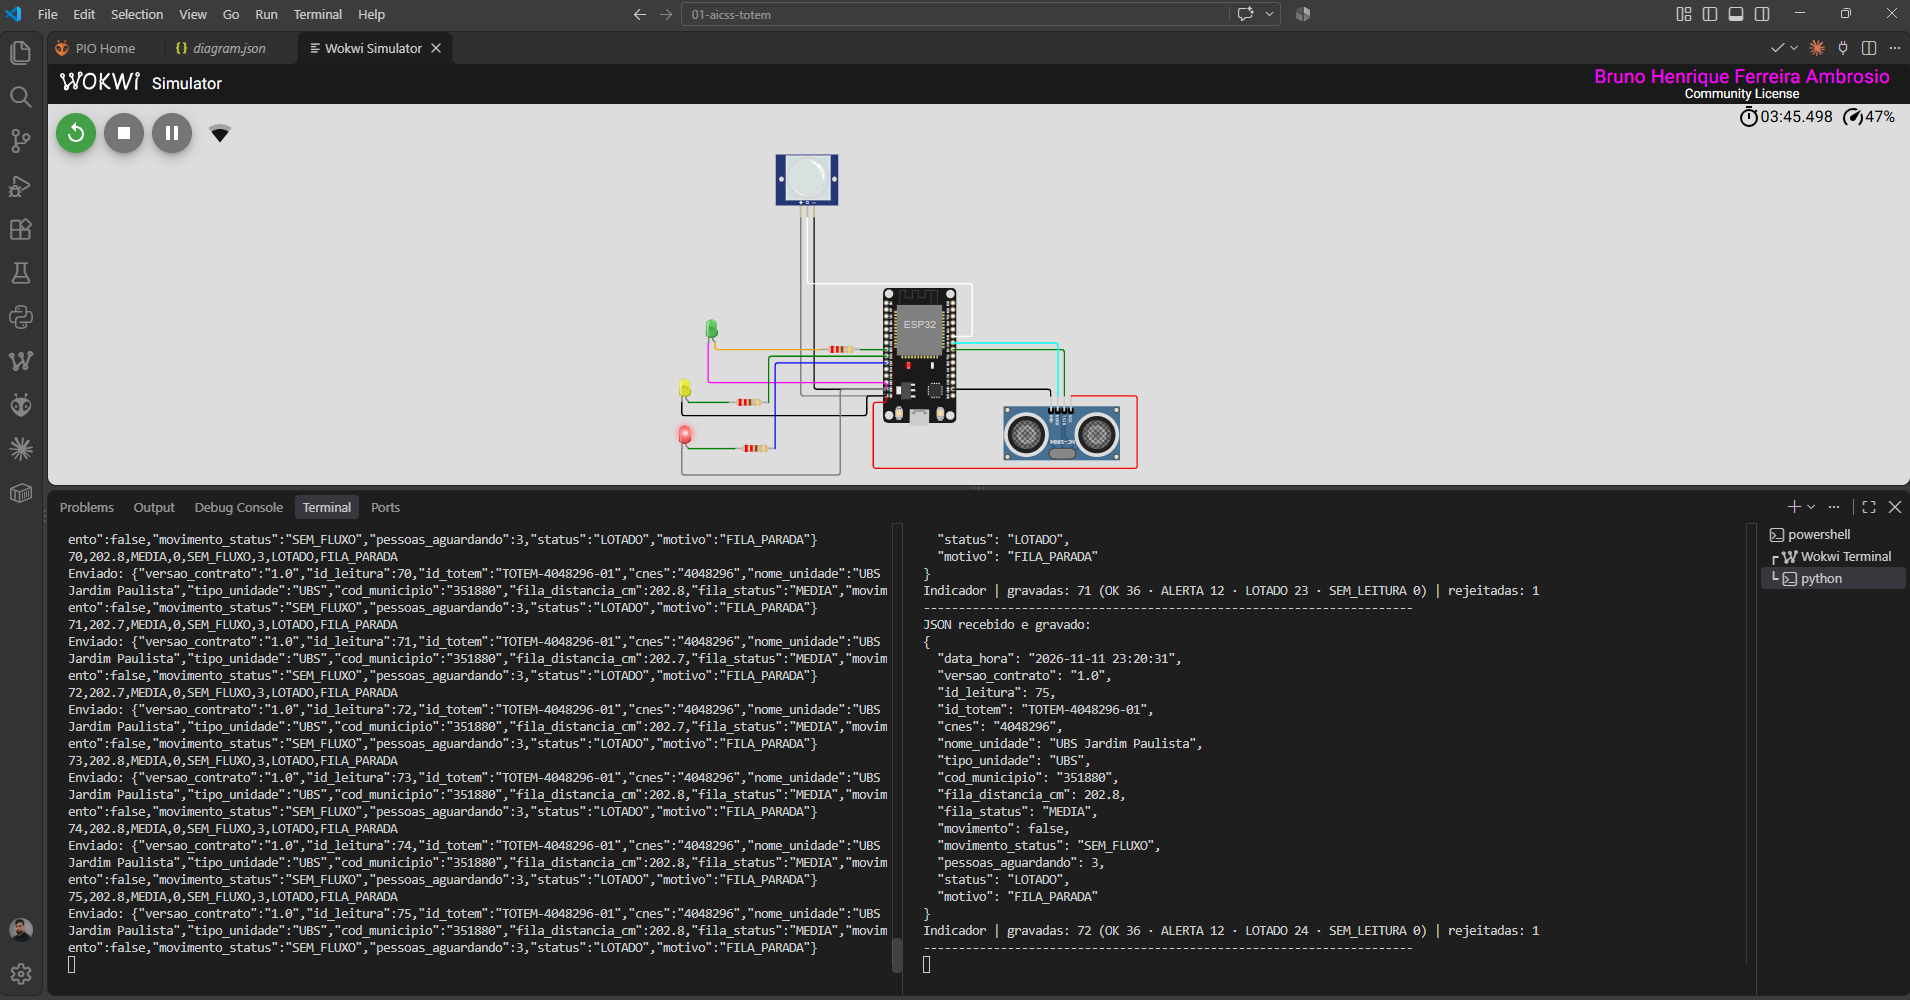 File Edit Selection View Go Run Terminal Help
01-aicss-totem
PIO Home
{} diagram.json
Wokwi Simulator
WOKWi Simulator
Bruno Henrique Ferreira Ambrosio
Community License
03:45.498 47%
ESP32
HC-SR04
Problems Output Debug Console Terminal Ports
ento":false,"movimento_status":"SEM_FLUXO","pessoas_aguardando":3,"status":"LOTADO","motivo":"FILA_PARADA"}
70,202.8,MEDIA,0,SEM_FLUXO,3,LOTADO,FILA_PARADA
Enviado: {"versao_contrato":"1.0","id_leitura":70,"id_totem":"TOTEM-4048296-01","cnes":"4048296","nome_unidade":"UBS
Jardim Paulista","tipo_unidade":"UBS","cod_municipio":"351880","fila_distancia_cm":202.8,"fila_status":"MEDIA","movim
ento":false,"movimento_status":"SEM_FLUXO","pessoas_aguardando":3,"status":"LOTADO","motivo":"FILA_PARADA"}
71,202.7,MEDIA,0,SEM_FLUXO,3,LOTADO,FILA_PARADA
Enviado: {"versao_contrato":"1.0","id_leitura":71,"id_totem":"TOTEM-4048296-01","cnes":"4048296","nome_unidade":"UBS
Jardim Paulista","tipo_unidade":"UBS","cod_municipio":"351880","fila_distancia_cm":202.7,"fila_status":"MEDIA","movim
ento":false,"movimento_status":"SEM_FLUXO","pessoas_aguardando":3,"status":"LOTADO","motivo":"FILA_PARADA"}
72,202.7,MEDIA,0,SEM_FLUXO,3,LOTADO,FILA_PARADA
Enviado: {"versao_contrato":"1.0","id_leitura":72,"id_totem":"TOTEM-4048296-01","cnes":"4048296","nome_unidade":"UBS
Jardim Paulista","tipo_unidade":"UBS","cod_municipio":"351880","fila_distancia_cm":202.7,"fila_status":"MEDIA","movim
ento":false,"movimento_status":"SEM_FLUXO","pessoas_aguardando":3,"status":"LOTADO","motivo":"FILA_PARADA"}
73,202.8,MEDIA,0,SEM_FLUXO,3,LOTADO,FILA_PARADA
Enviado: {"versao_contrato":"1.0","id_leitura":73,"id_totem":"TOTEM-4048296-01","cnes":"4048296","nome_unidade":"UBS
Jardim Paulista","tipo_unidade":"UBS","cod_municipio":"351880","fila_distancia_cm":202.8,"fila_status":"MEDIA","movim
ento":false,"movimento_status":"SEM_FLUXO","pessoas_aguardando":3,"status":"LOTADO","motivo":"FILA_PARADA"}
74,202.8,MEDIA,0,SEM_FLUXO,3,LOTADO,FILA_PARADA
Enviado: {"versao_contrato":"1.0","id_leitura":74,"id_totem":"TOTEM-4048296-01","cnes":"4048296","nome_unidade":"UBS
Jardim Paulista","tipo_unidade":"UBS","cod_municipio":"351880","fila_distancia_cm":202.8,"fila_status":"MEDIA","movim
ento":false,"movimento_status":"SEM_FLUXO","pessoas_aguardando":3,"status":"LOTADO","motivo":"FILA_PARADA"}
75,202.8,MEDIA,0,SEM_FLUXO,3,LOTADO,FILA_PARADA
Enviado: {"versao_contrato":"1.0","id_leitura":75,"id_totem":"TOTEM-4048296-01","cnes":"4048296","nome_unidade":"UBS
Jardim Paulista","tipo_unidade":"UBS","cod_municipio":"351880","fila_distancia_cm":202.8,"fila_status":"MEDIA","movim
ento":false,"movimento_status":"SEM_FLUXO","pessoas_aguardando":3,"status":"LOTADO","motivo":"FILA_PARADA"}
"status": "LOTADO",
"motivo": "FILA_PARADA"
}
Indicador | gravadas: 71 (OK 36 · ALERTA 12 · LOTADO 23 · SEM_LEITURA 0) | rejeitadas: 1
----------------------------------------------------------------------
JSON recebido e gravado:
{
"data_hora": "2026-11-11 23:20:31",
"versao_contrato": "1.0",
"id_leitura": 75,
"id_totem": "TOTEM-4048296-01",
"cnes": "4048296",
"nome_unidade": "UBS Jardim Paulista",
"tipo_unidade": "UBS",
"cod_municipio": "351880",
"fila_distancia_cm": 202.8,
"fila_status": "MEDIA",
"movimento": false,
"movimento_status": "SEM_FLUXO",
"pessoas_aguardando": 3,
"status": "LOTADO",
"motivo": "FILA_PARADA"
}
Indicador | gravadas: 72 (OK 36 · ALERTA 12 · LOTADO 24 · SEM_LEITURA 0) | rejeitadas: 1
----------------------------------------------------------------------
powershell
Wokwi Terminal
python